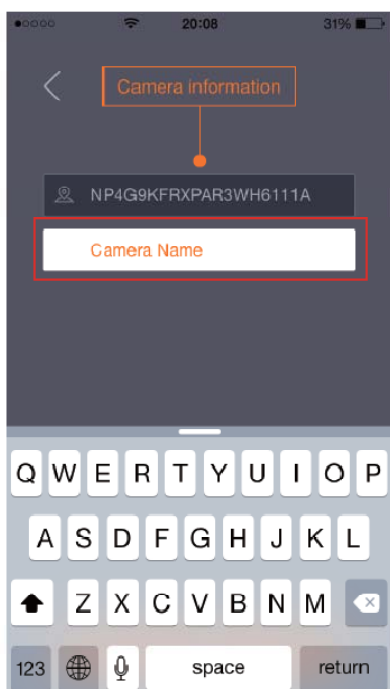 20:08 31%
Camera information
NP4G9KFRXPAR3WH6111A
Camera Name
Q W E R T Y U I O P
A S D F G H J K L
Z X C V B N M
123 space return